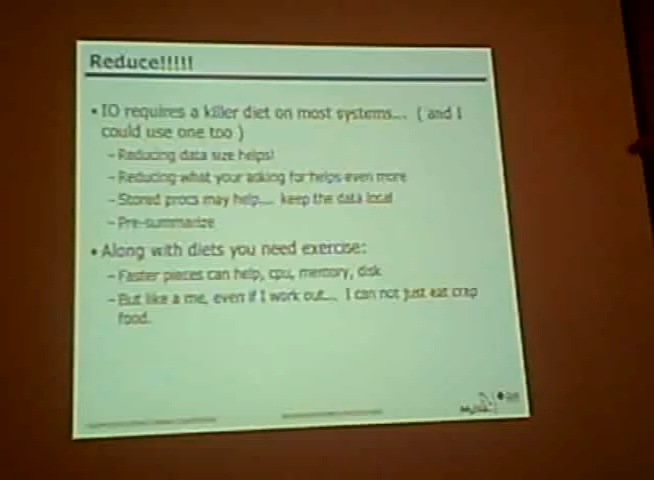 Reduce!!!!!
• IO requires a killer diet on most systems... ( and I
could use one too )
– Reducing data size helps!
– Reducing what your asking for helps even more
– Stored procs may help.... keep the data local
– Pre-summarize
• Along with diets you need exercise:
– Faster pieces can help, cpu, memory, disk
– But like a me, even if I work out.... I can not just eat crap
food.
MySQL